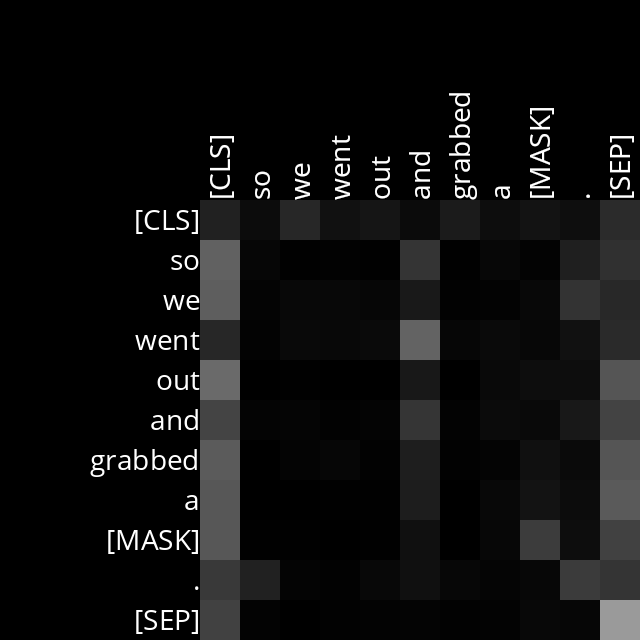 [CLS] so we went out and grabbed a [MASK] . [SEP]
[CLS]
so
we
went
out
and
grabbed
a
[MASK]
.
[SEP]